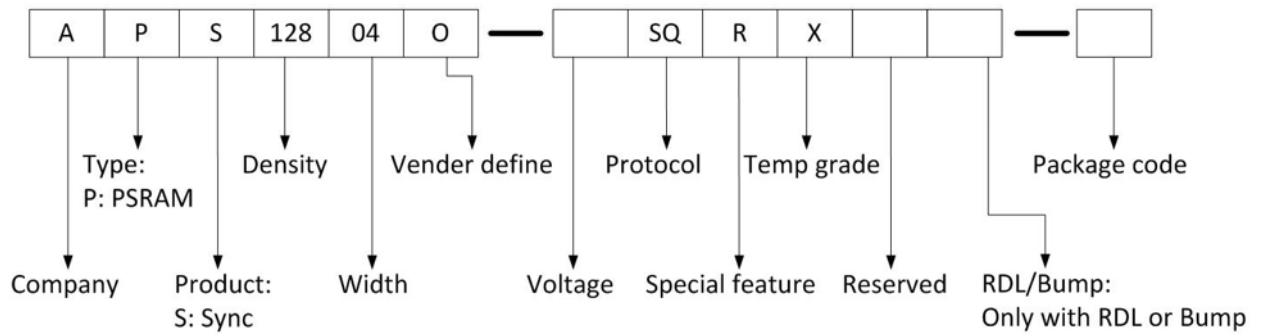 A P S 128 04 O — SQ R X —
Type: Density Vender define Protocol Temp grade Package code
P: PSRAM
Company Product: Width Voltage Special feature Reserved RDL/Bump:
S: Sync Only with RDL or Bump